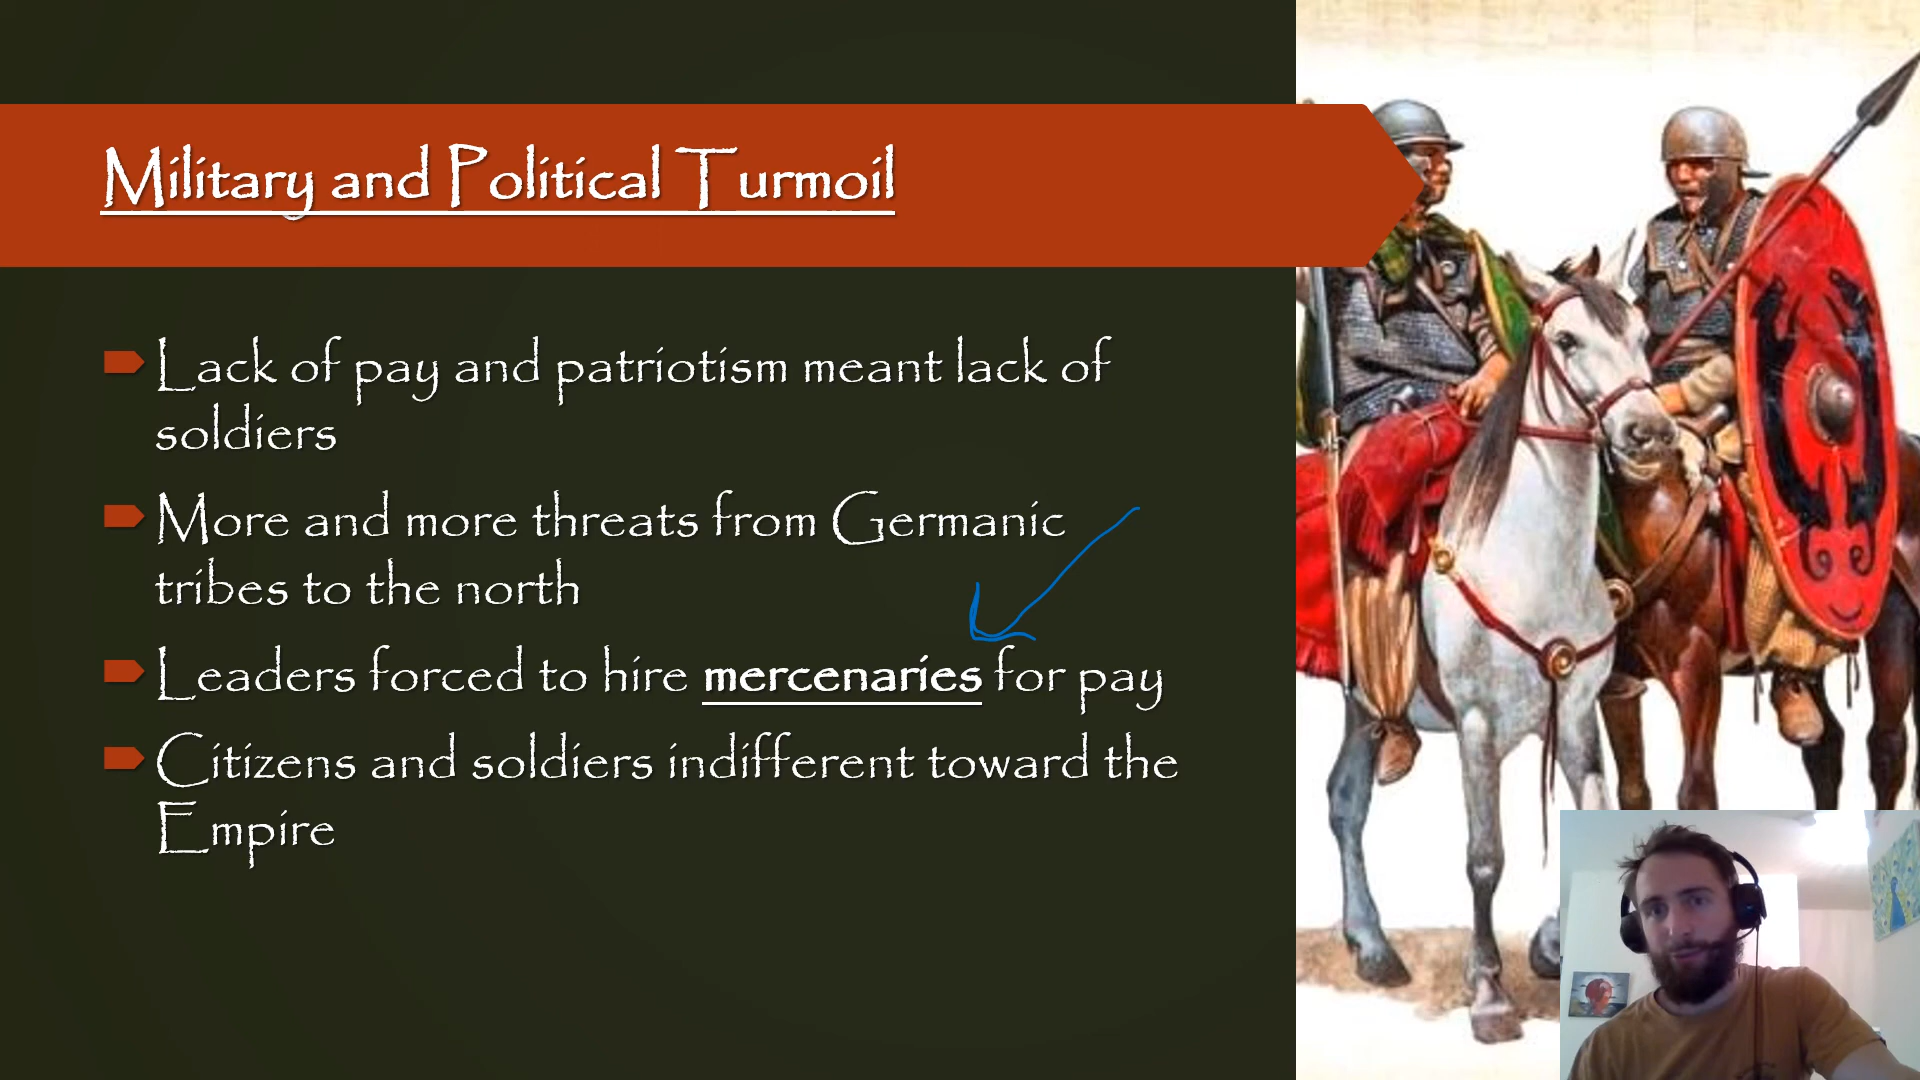 Military and Political Turmoil
Lack of pay and patriotism meant lack of
soldiers
More and more threats from Germanic
tribes to the north
Leaders forced to hire mercenaries for pay
Citizens and soldiers indifferent toward the
Empire